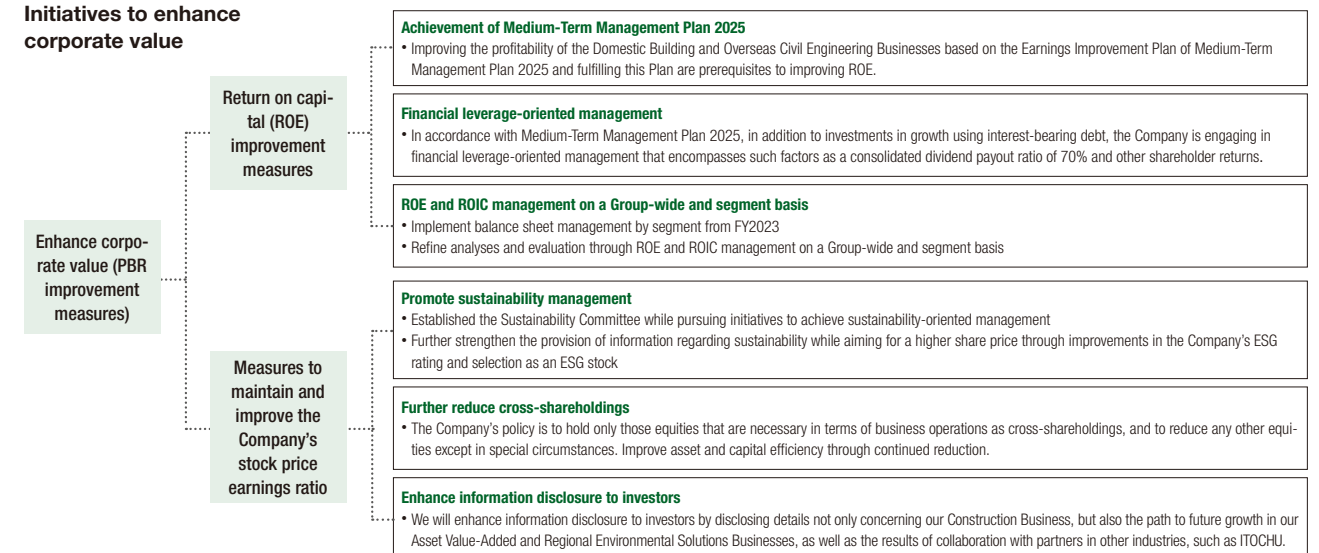 Initiatives to enhance
corporate value
Enhance corpo-
rate value (PBR
improvement
measures)
Return on capi-
tal (ROE)
improvement
measures
Achievement of Medium-Term Management Plan 2025
• Improving the profitability of the Domestic Building and Overseas Civil Engineering Businesses based on the Earnings Improvement Plan of Medium-Term
Management Plan 2025 and fulfilling this Plan are prerequisites to improving ROE.
Financial leverage-oriented management
• In accordance with Medium-Term Management Plan 2025, in addition to investments in growth using interest-bearing debt, the Company is engaging in
financial leverage-oriented management that encompasses such factors as a consolidated dividend payout ratio of 70% and other shareholder returns.
ROE and ROIC management on a Group-wide and segment basis
• Implement balance sheet management by segment from FY2023
• Refine analyses and evaluation through ROE and ROIC management on a Group-wide and segment basis
Measures to
maintain and
improve the
Company's
stock price
earnings ratio
Promote sustainability management
• Established the Sustainability Committee while pursuing initiatives to achieve sustainability-oriented management
• Further strengthen the provision of information regarding sustainability while aiming for a higher share price through improvements in the Company's ESG
rating and selection as an ESG stock
Further reduce cross-shareholdings
• The Company's policy is to hold only those equities that are necessary in terms of business operations as cross-shareholdings, and to reduce any other equi-
ties except in special circumstances. Improve asset and capital efficiency through continued reduction.
Enhance information disclosure to investors
• We will enhance information disclosure to investors by disclosing details not only concerning our Construction Business, but also the path to future growth in our
Asset Value-Added and Regional Environmental Solutions Businesses, as well as the results of collaboration with partners in other industries, such as ITOCHU.